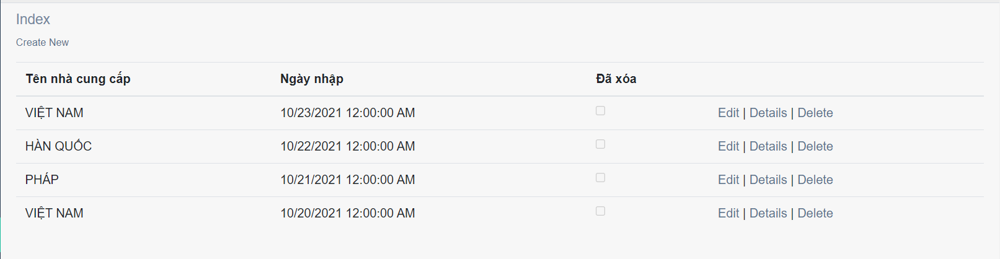 Index
Create New
Tên nhà cung cấp Ngày nhập Đã xóa
VIỆT NAM 10/23/2021 12:00:00 AM Edit | Details | Delete
HÀN QUỐC 10/22/2021 12:00:00 AM Edit | Details | Delete
PHÁP 10/21/2021 12:00:00 AM Edit | Details | Delete
VIỆT NAM 10/20/2021 12:00:00 AM Edit | Details | Delete